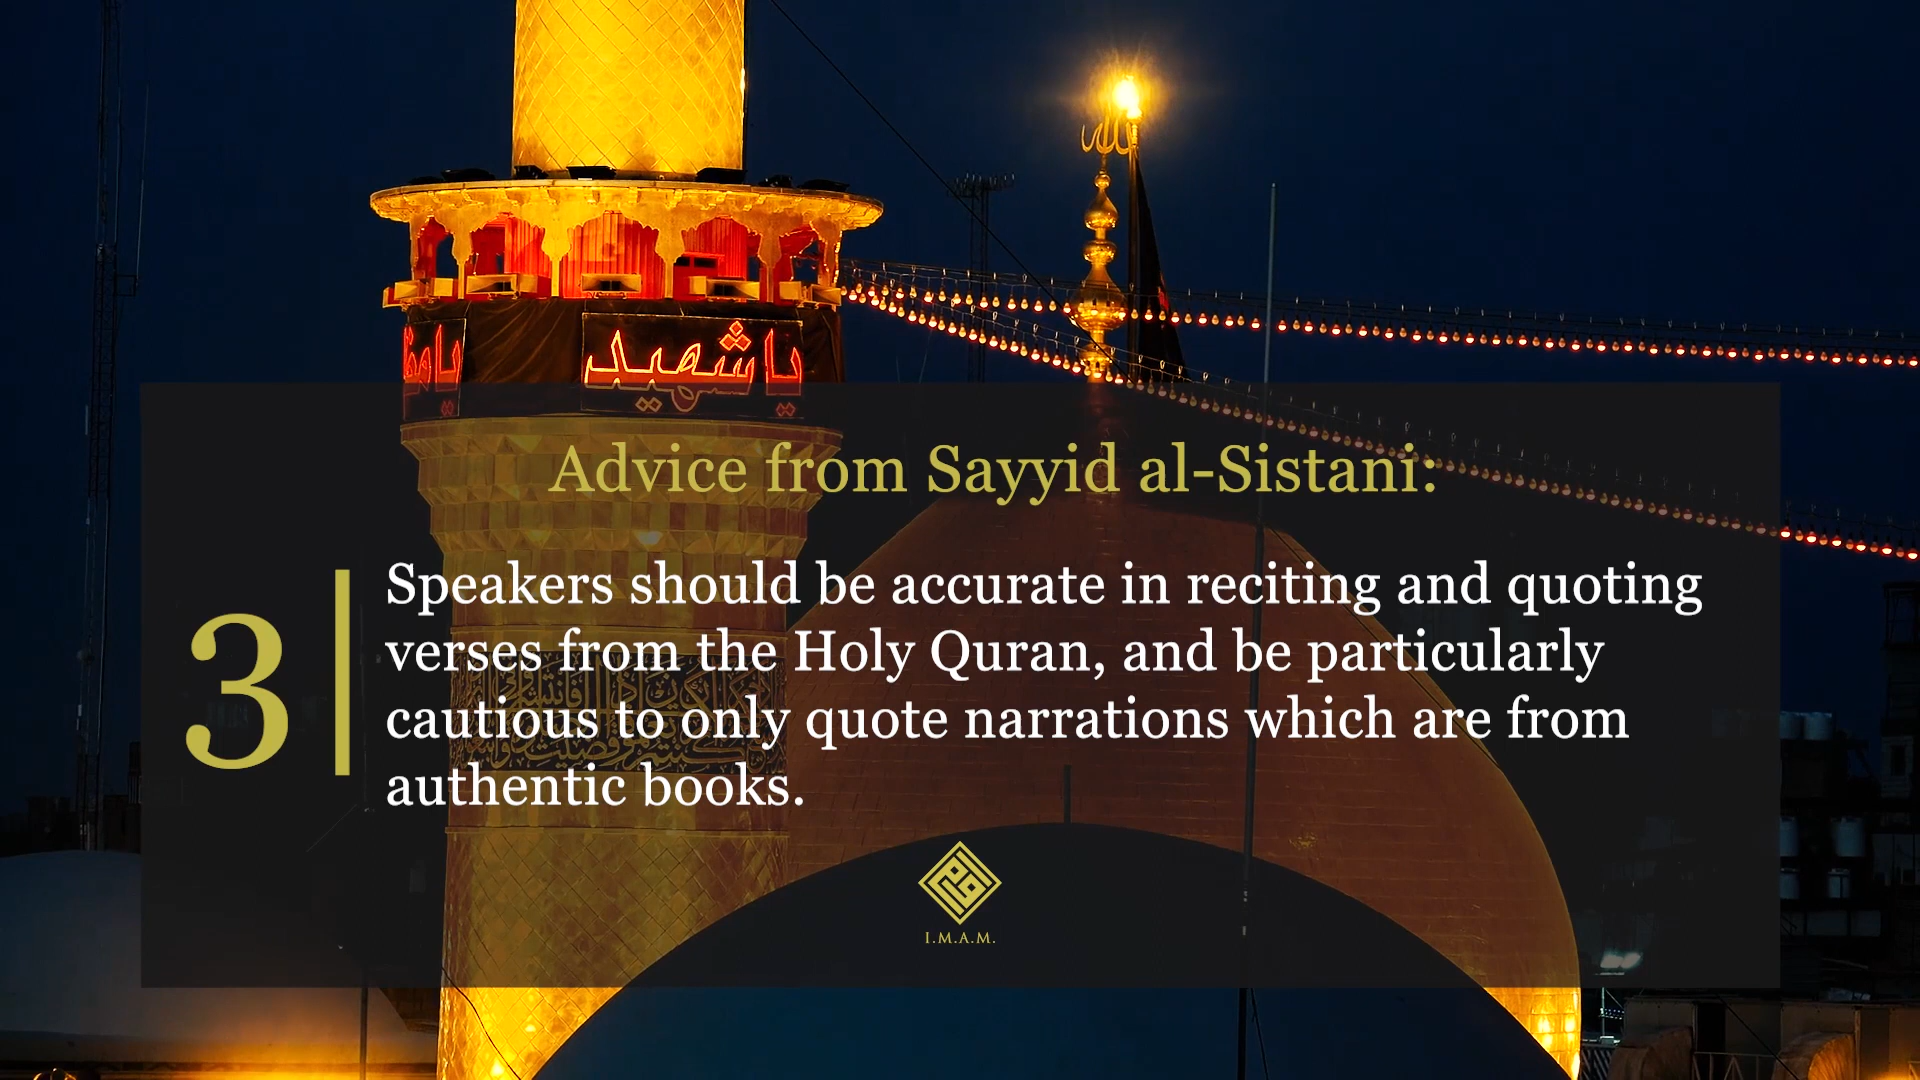 الله
يا شهيد
Advice from Sayyid al-Sistani:
3
Speakers should be accurate in reciting and quoting
verses from the Holy Quran, and be particularly
cautious to only quote narrations which are from
authentic books.
I.M.A.M.